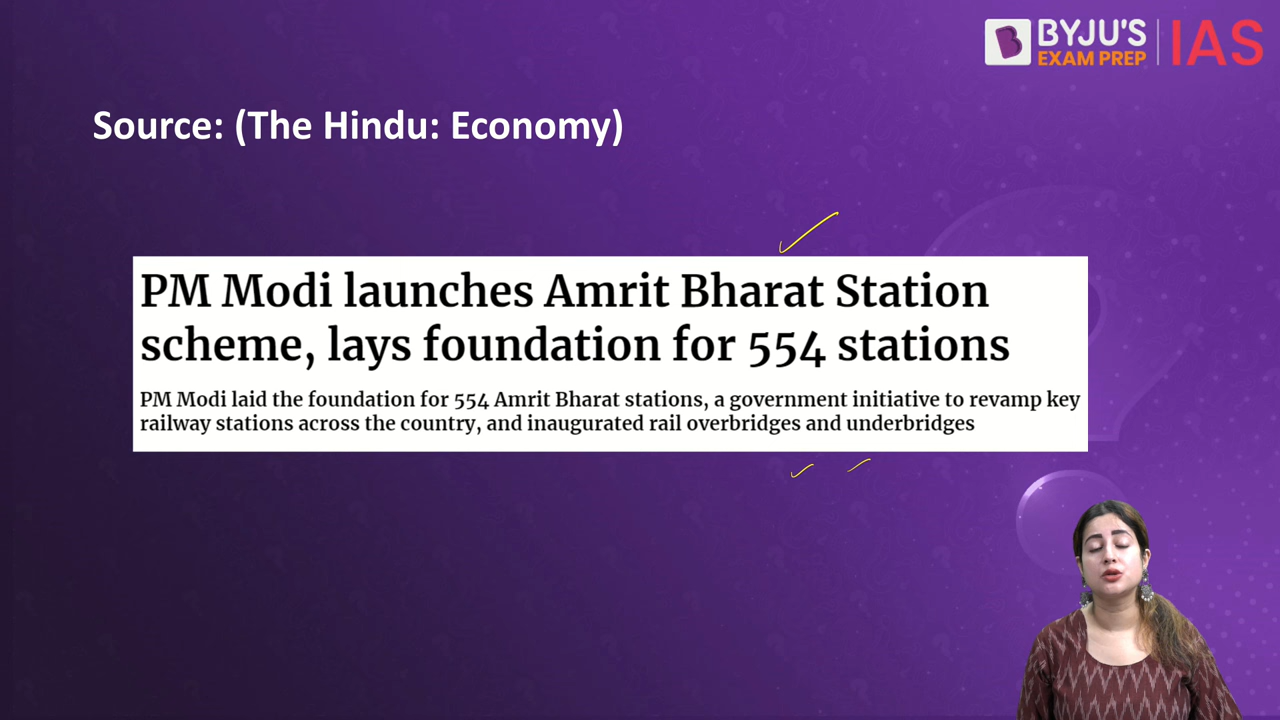 BYJU'S
EXAM PREP
IAS
Source: (The Hindu: Economy)
PM Modi launches Amrit Bharat Station
scheme, lays foundation for 554 stations
PM Modi laid the foundation for 554 Amrit Bharat stations, a government initiative to revamp key
railway stations across the country, and inaugurated rail overbridges and underbridges